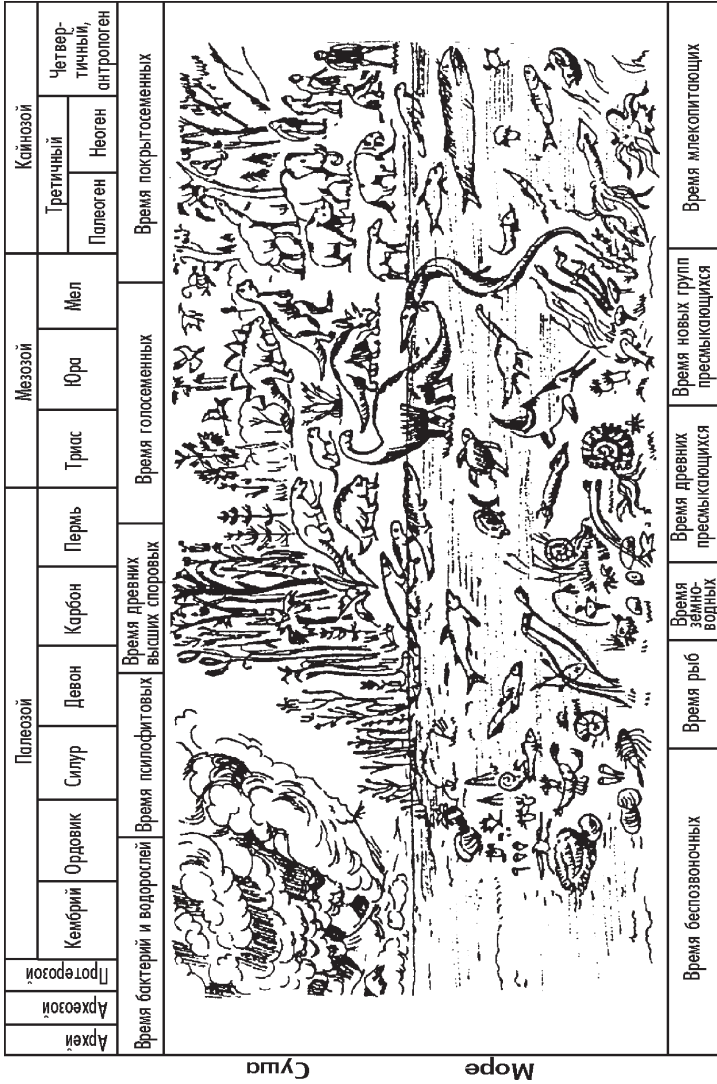 Архей
Археозой
Протерозой
Палеозой
Мезозой
Кайнозой
Кембрий
Ордовик
Силур
Девон
Карбон
Пермь
Триас
Юра
Мел
Третичный
Палеоген
Неоген
Четвер-
тичный,
антропоген
Время бактерий и водорослей
Время псилофитовых
Время древних
высших споровых
Время голосеменных
Время покрытосеменных
Суша
Море
Время беспозвоночных
Время рыб
Время
земно-
водных
Время древних
пресмыкающихся
Время новых групп
пресмыкающихся
Время млекопитающих